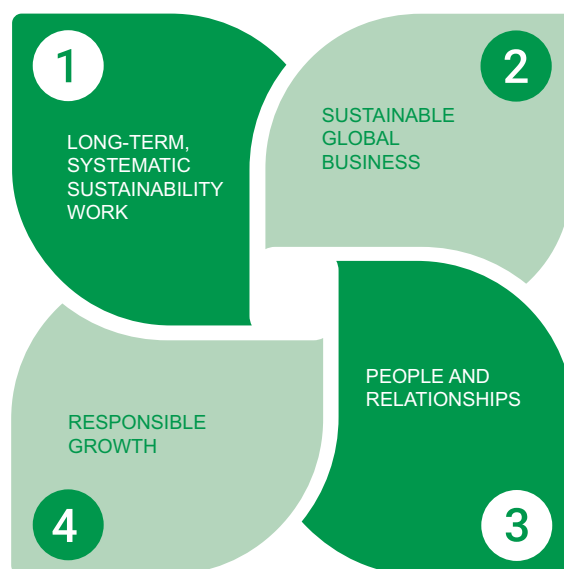 1
LONG-TERM,
SYSTEMATIC
SUSTAINABILITY
WORK
2
SUSTAINABLE
GLOBAL
BUSINESS
PEOPLE AND
RELATIONSHIPS
3
RESPONSIBLE
GROWTH
4